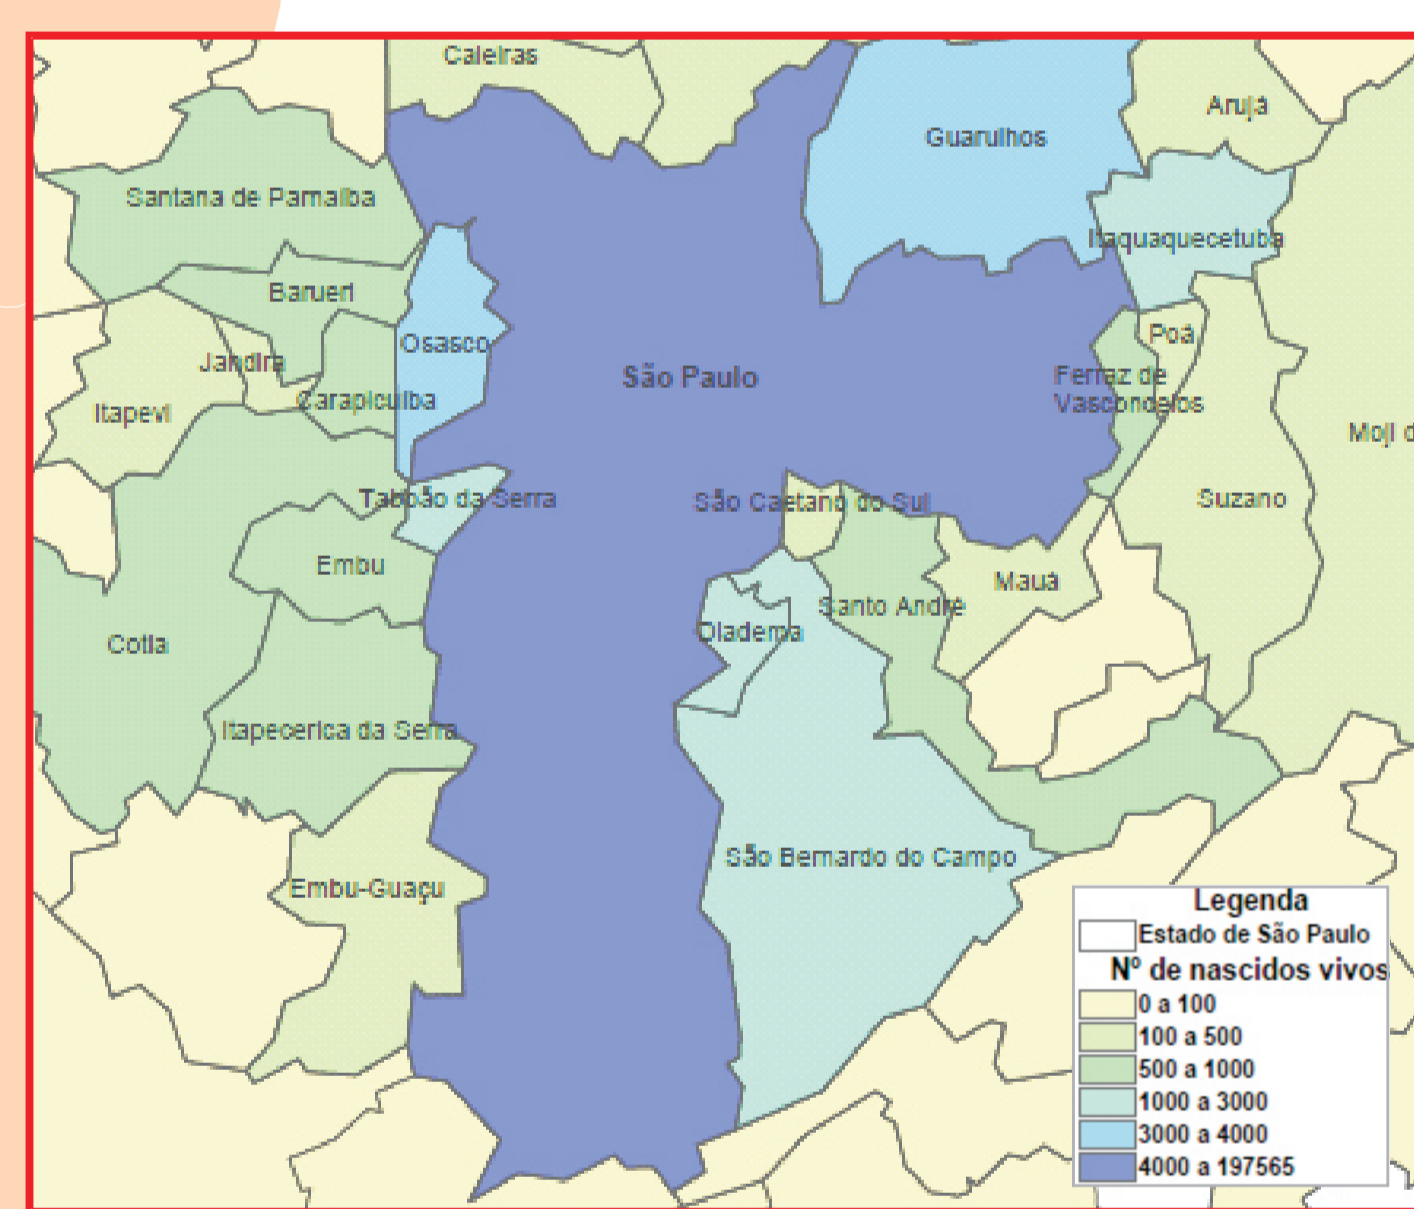 Caieiras
Arujá
Guarulhos
Santana de Parnaíba
Itaquaquecetuba
Barueri
Poá
Osasco
Jandira
São Paulo
Ferraz de
Vasconcelos
Carapicuíba
Itapevi
Moji d
Taboão da Serra
São Caetano do Sul
Suzano
Embu
Mauá
Santo André
Diadema
Cotia
Itapecerica da Serra
São Bernardo do Campo
Embu-Guaçu
Legenda
Estado de São Paulo
Nº de nascidos vivos
0 a 100
100 a 500
500 a 1000
1000 a 3000
3000 a 4000
4000 a 197565